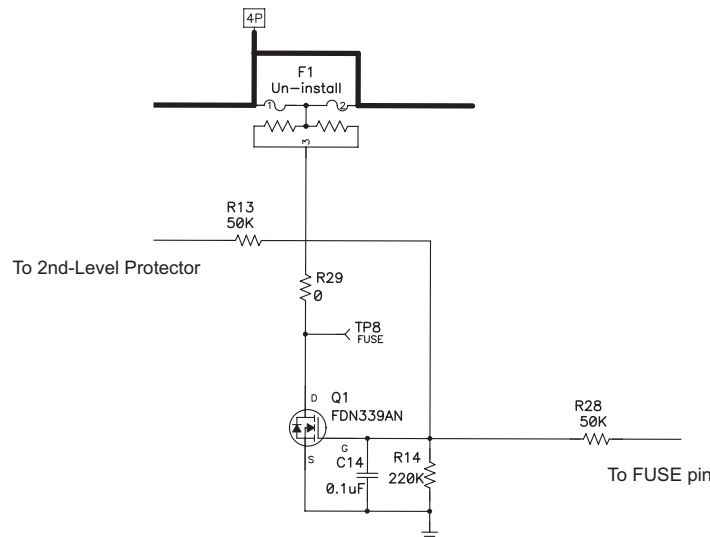 4P
F1
Un-install
1
2
3
R13
50K
To 2nd-Level Protector
R29
0
TP8
FUSE
D
Q1
FDN339AN
R28
50K
G
S
C14
0.1uF
R14
220K
To FUSE pin